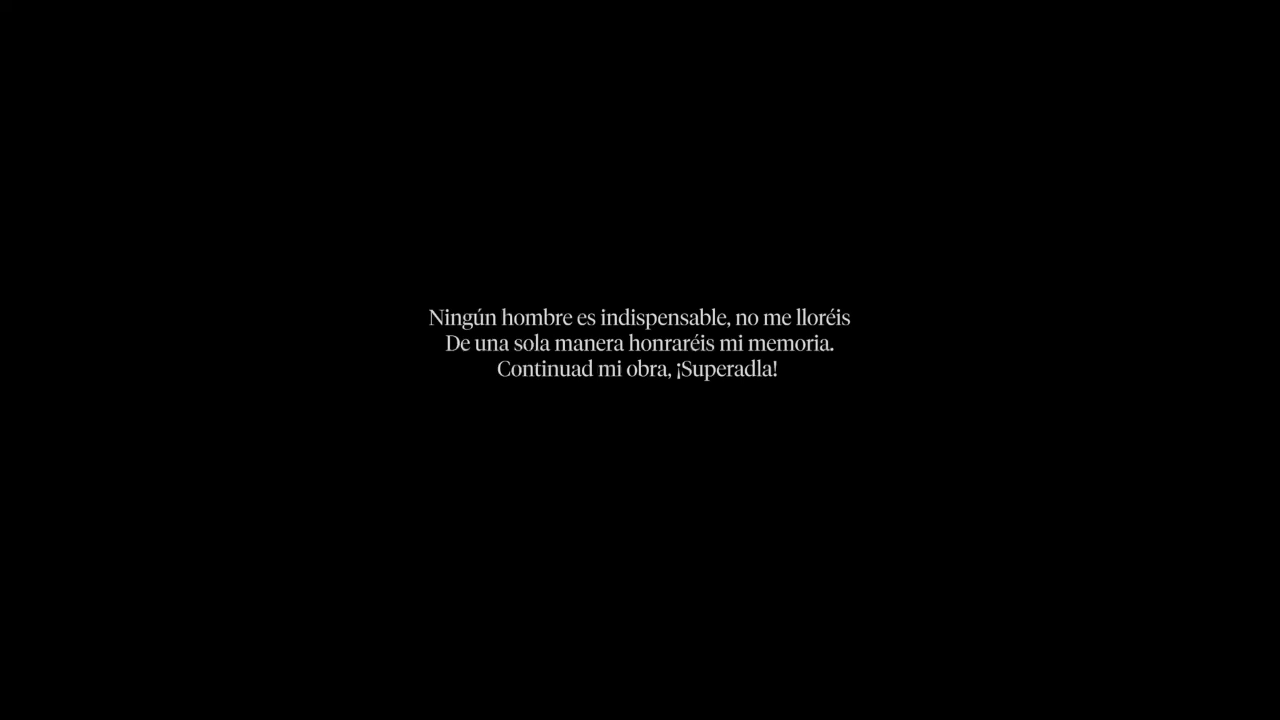 Ningún hombre es indispensable, no me lloréis
De una sola manera honraréis mi memoria.
Continuad mi obra, ¡Superadla!